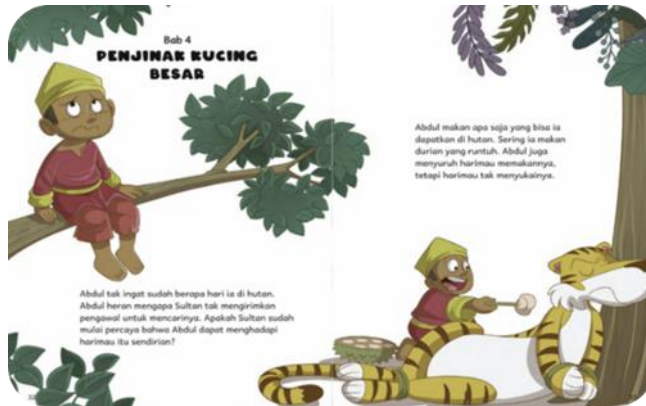 Bab 4
PENJINAK KUCING
BESAR
Abdul tak ingat sudah berapa hari ia di hutan.
Abdul heran mengapa Sultan tak mengirimkan
pengawal untuk mencarinya. Apakah Sultan sudah
mulai percaya bahwa Abdul dapat menghadapi
harimau itu sendirian?
Abdul makan apa saja yang bisa ia
dapatkan di hutan. Sering ia makan
durian yang runtuh. Abdul juga
menyuruh harimau memakannya,
tetapi harimau tak menyukainya.